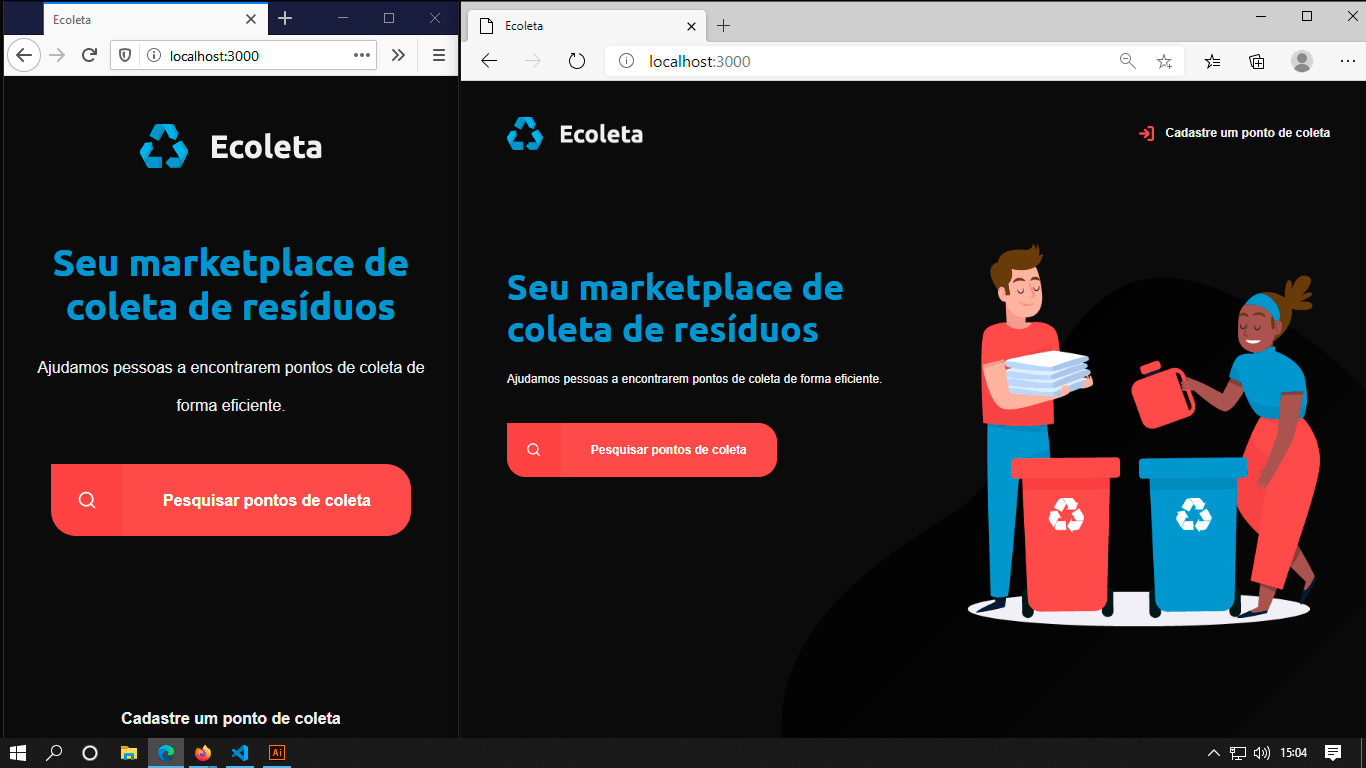 Ecoleta
localhost:3000
Ecoleta
Seu marketplace de
coleta de resíduos
Ajudamos pessoas a encontrarem pontos de coleta de
forma eficiente.
Pesquisar pontos de coleta
Cadastre um ponto de coleta
Ecoleta
localhost:3000
Ecoleta
Cadastre um ponto de coleta
Seu marketplace de
coleta de resíduos
Ajudamos pessoas a encontrarem pontos de coleta de forma eficiente.
Pesquisar pontos de coleta
Ai
15:04